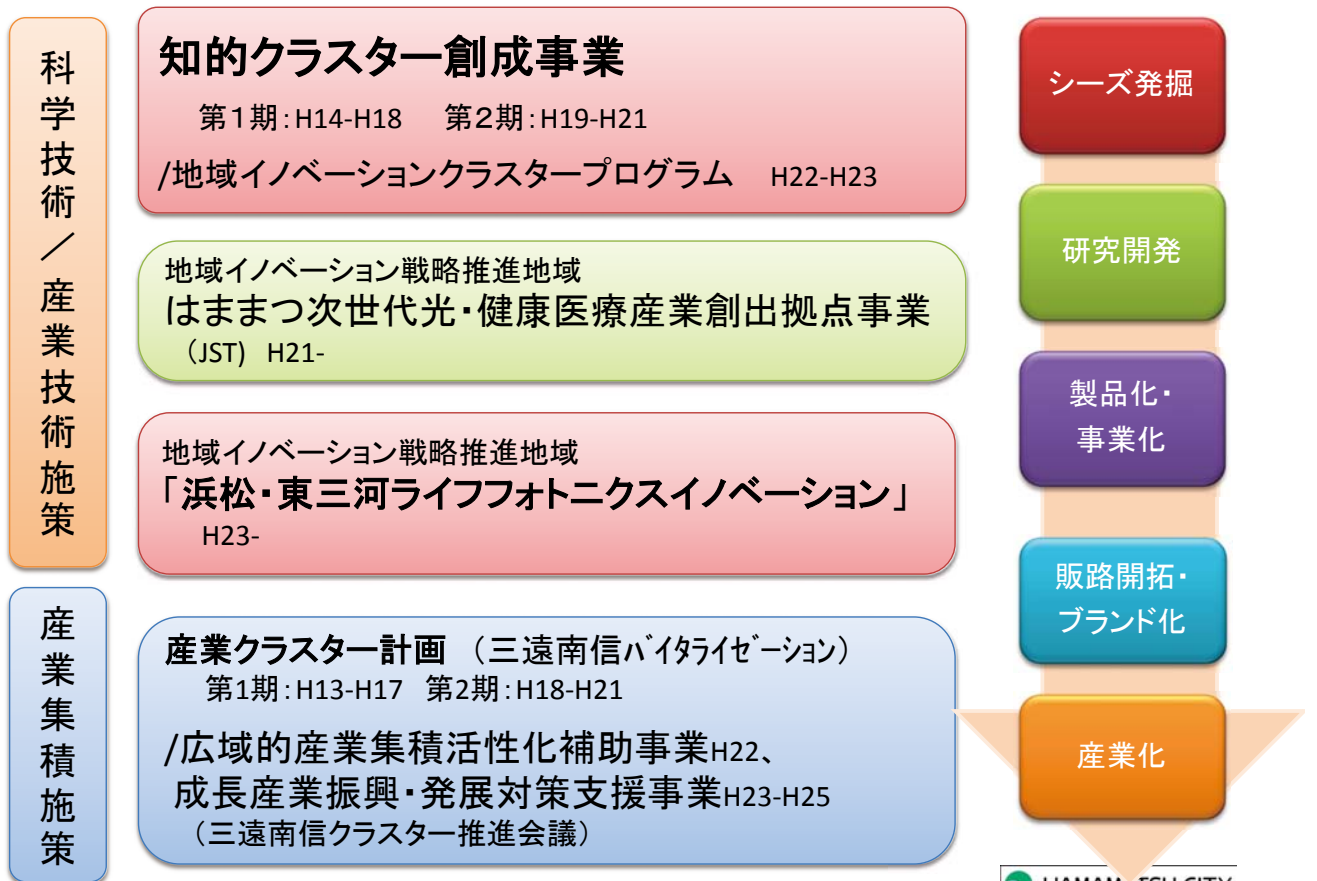 科学技術/産業技術施策
知的クラスター創成事業
第1期:H14-H18 第2期:H19-H21
/地域イノベーションクラスタープログラム H22-H23
地域イノベーション戦略推進地域
はままつ次世代光・健康医療産業創出拠点事業
(JST) H21-
地域イノベーション戦略推進地域
「浜松・東三河ライフフォトニクスイノベーション」
H23-
産業集積施策
産業クラスター計画 (三遠南信バイタライゼーション)
第1期:H13-H17 第2期:H18-H21
/広域的産業集積活性化補助事業H22、
成長産業振興・発展対策支援事業H23-H25
(三遠南信クラスター推進会議)
シーズ発掘
研究開発
製品化・
事業化
販路開拓・
ブランド化
産業化